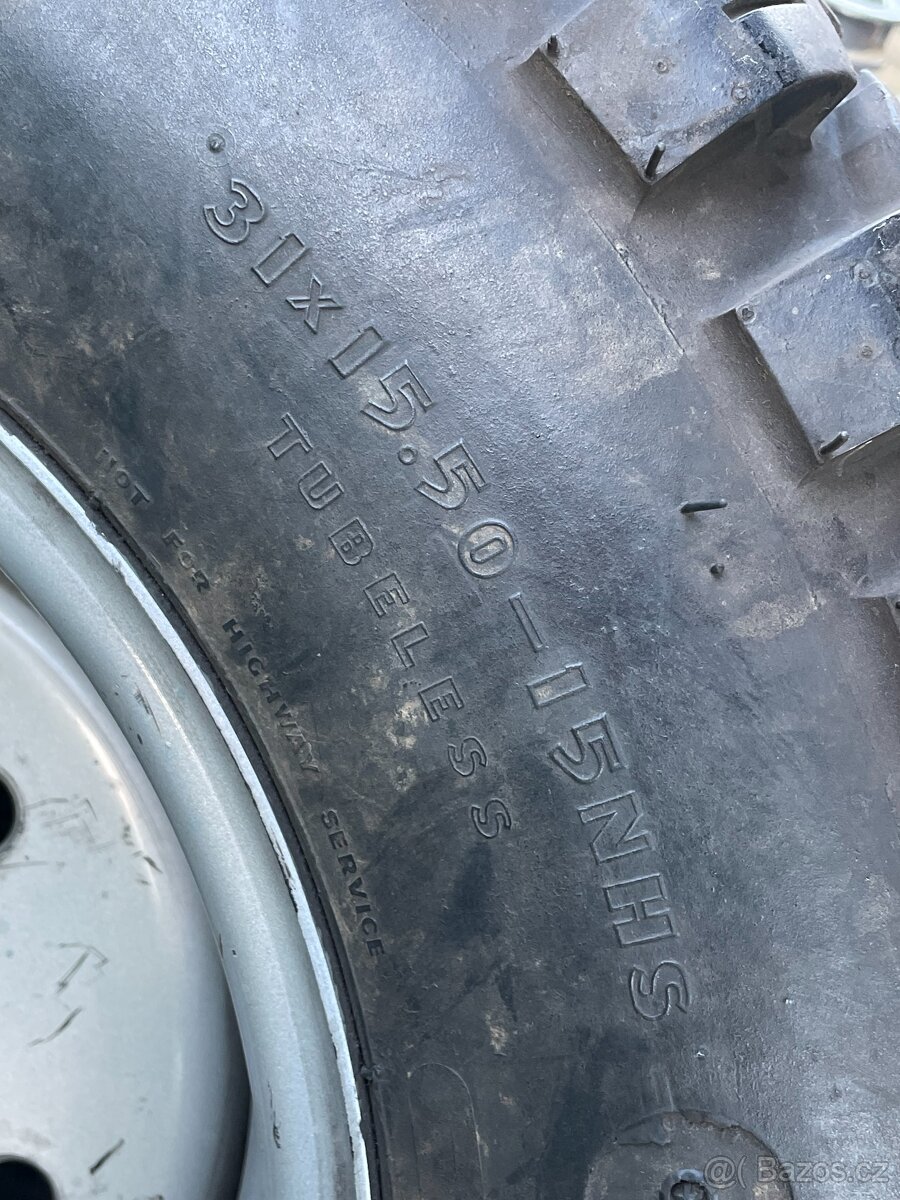 31x15.50-15NHS
TUBELESS
NOT FOR HIGHWAY SERVICE
@( Bazos.cz